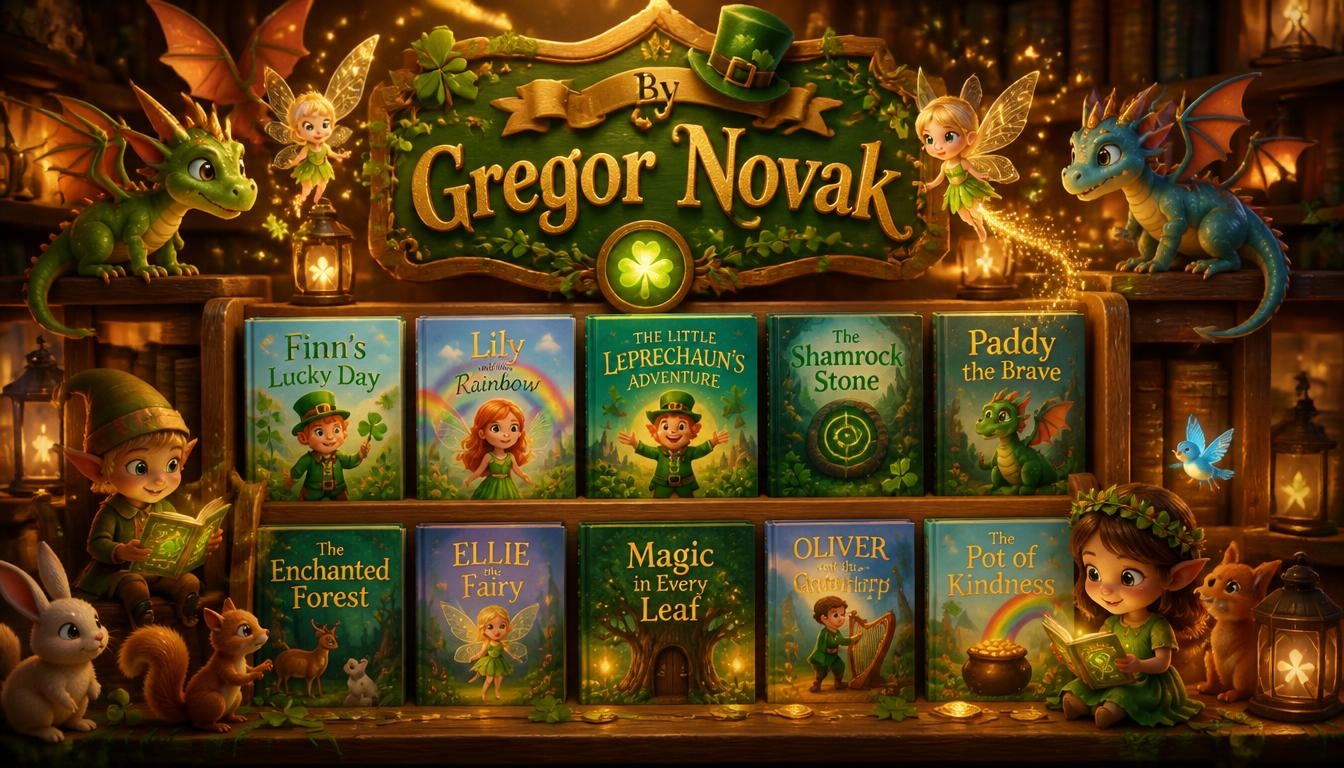 By
Gregor Novak
Finn's
Lucky Day
Lily
Rainbow
THE LITTLE
LEPRECHAUN'S
ADVENTURE
The
Shamrock
Stone
Paddy
the Brave
The
Enchanted
Forest
ELLIE
the
Fairy
Magic
in Every
Leaf
OLIVER
The
Pot of
Kindness